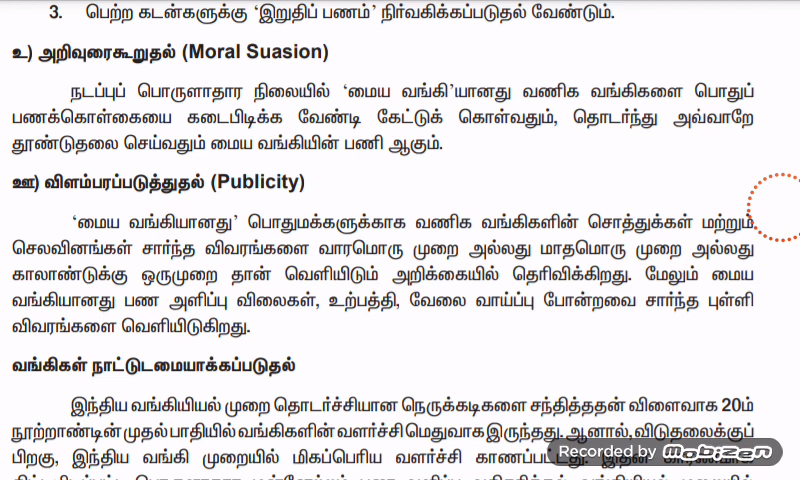 3. பெற்ற கடன்களுக்கு ‘இறுதிப் பணம்’ நிர்வகிக்கப்படுதல் வேண்டும்.
உ) அறிவுரைகூறுதல் (Moral Suasion)
நடப்புப் பொருளாதார நிலையில் ‘மைய வங்கி’யானது வணிக வங்கிகளை பொதுப்
பணக்கொள்கையை கடைபிடிக்க வேண்டி கேட்டுக் கொள்வதும், தொடர்ந்து அவ்வாறே
தூண்டுதலை செய்வதும் மைய வங்கியின் பணி ஆகும்.
ஊ) விளம்பரப்படுத்துதல் (Publicity)
‘மைய வங்கியானது’ பொதுமக்களுக்காக வணிக வங்கிகளின் சொத்துக்கள் மற்றும்
செலவினங்கள் சார்ந்த விவரங்களை வாரமொரு முறை அல்லது மாதமொரு முறை அல்லது
காலாண்டுக்கு ஒருமுறை தான் வெளியிடும் அறிக்கையில் தெரிவிக்கிறது. மேலும் மைய
வங்கியானது பண அளிப்பு விலைகள், உற்பத்தி, வேலை வாய்ப்பு போன்றவை சார்ந்த புள்ளி
விவரங்களை வெளியிடுகிறது.
வங்கிகள் நாட்டுடமையாக்கப்படுதல்
இந்திய வங்கியியல் முறை தொடர்ச்சியான நெருக்கடிகளை சந்தித்ததன் விளைவாக 20ம்
நூற்றாண்டின் முதல் பாதியில் வங்கிகளின் வளர்ச்சி மெதுவாக இருந்தது. ஆனால், விடுதலைக்குப்
பிறகு, இந்திய வங்கி முறையில் மிகப்பெரிய வளர்ச்சி காணப்பட்டது. இதன்
Recorded by Mobizen